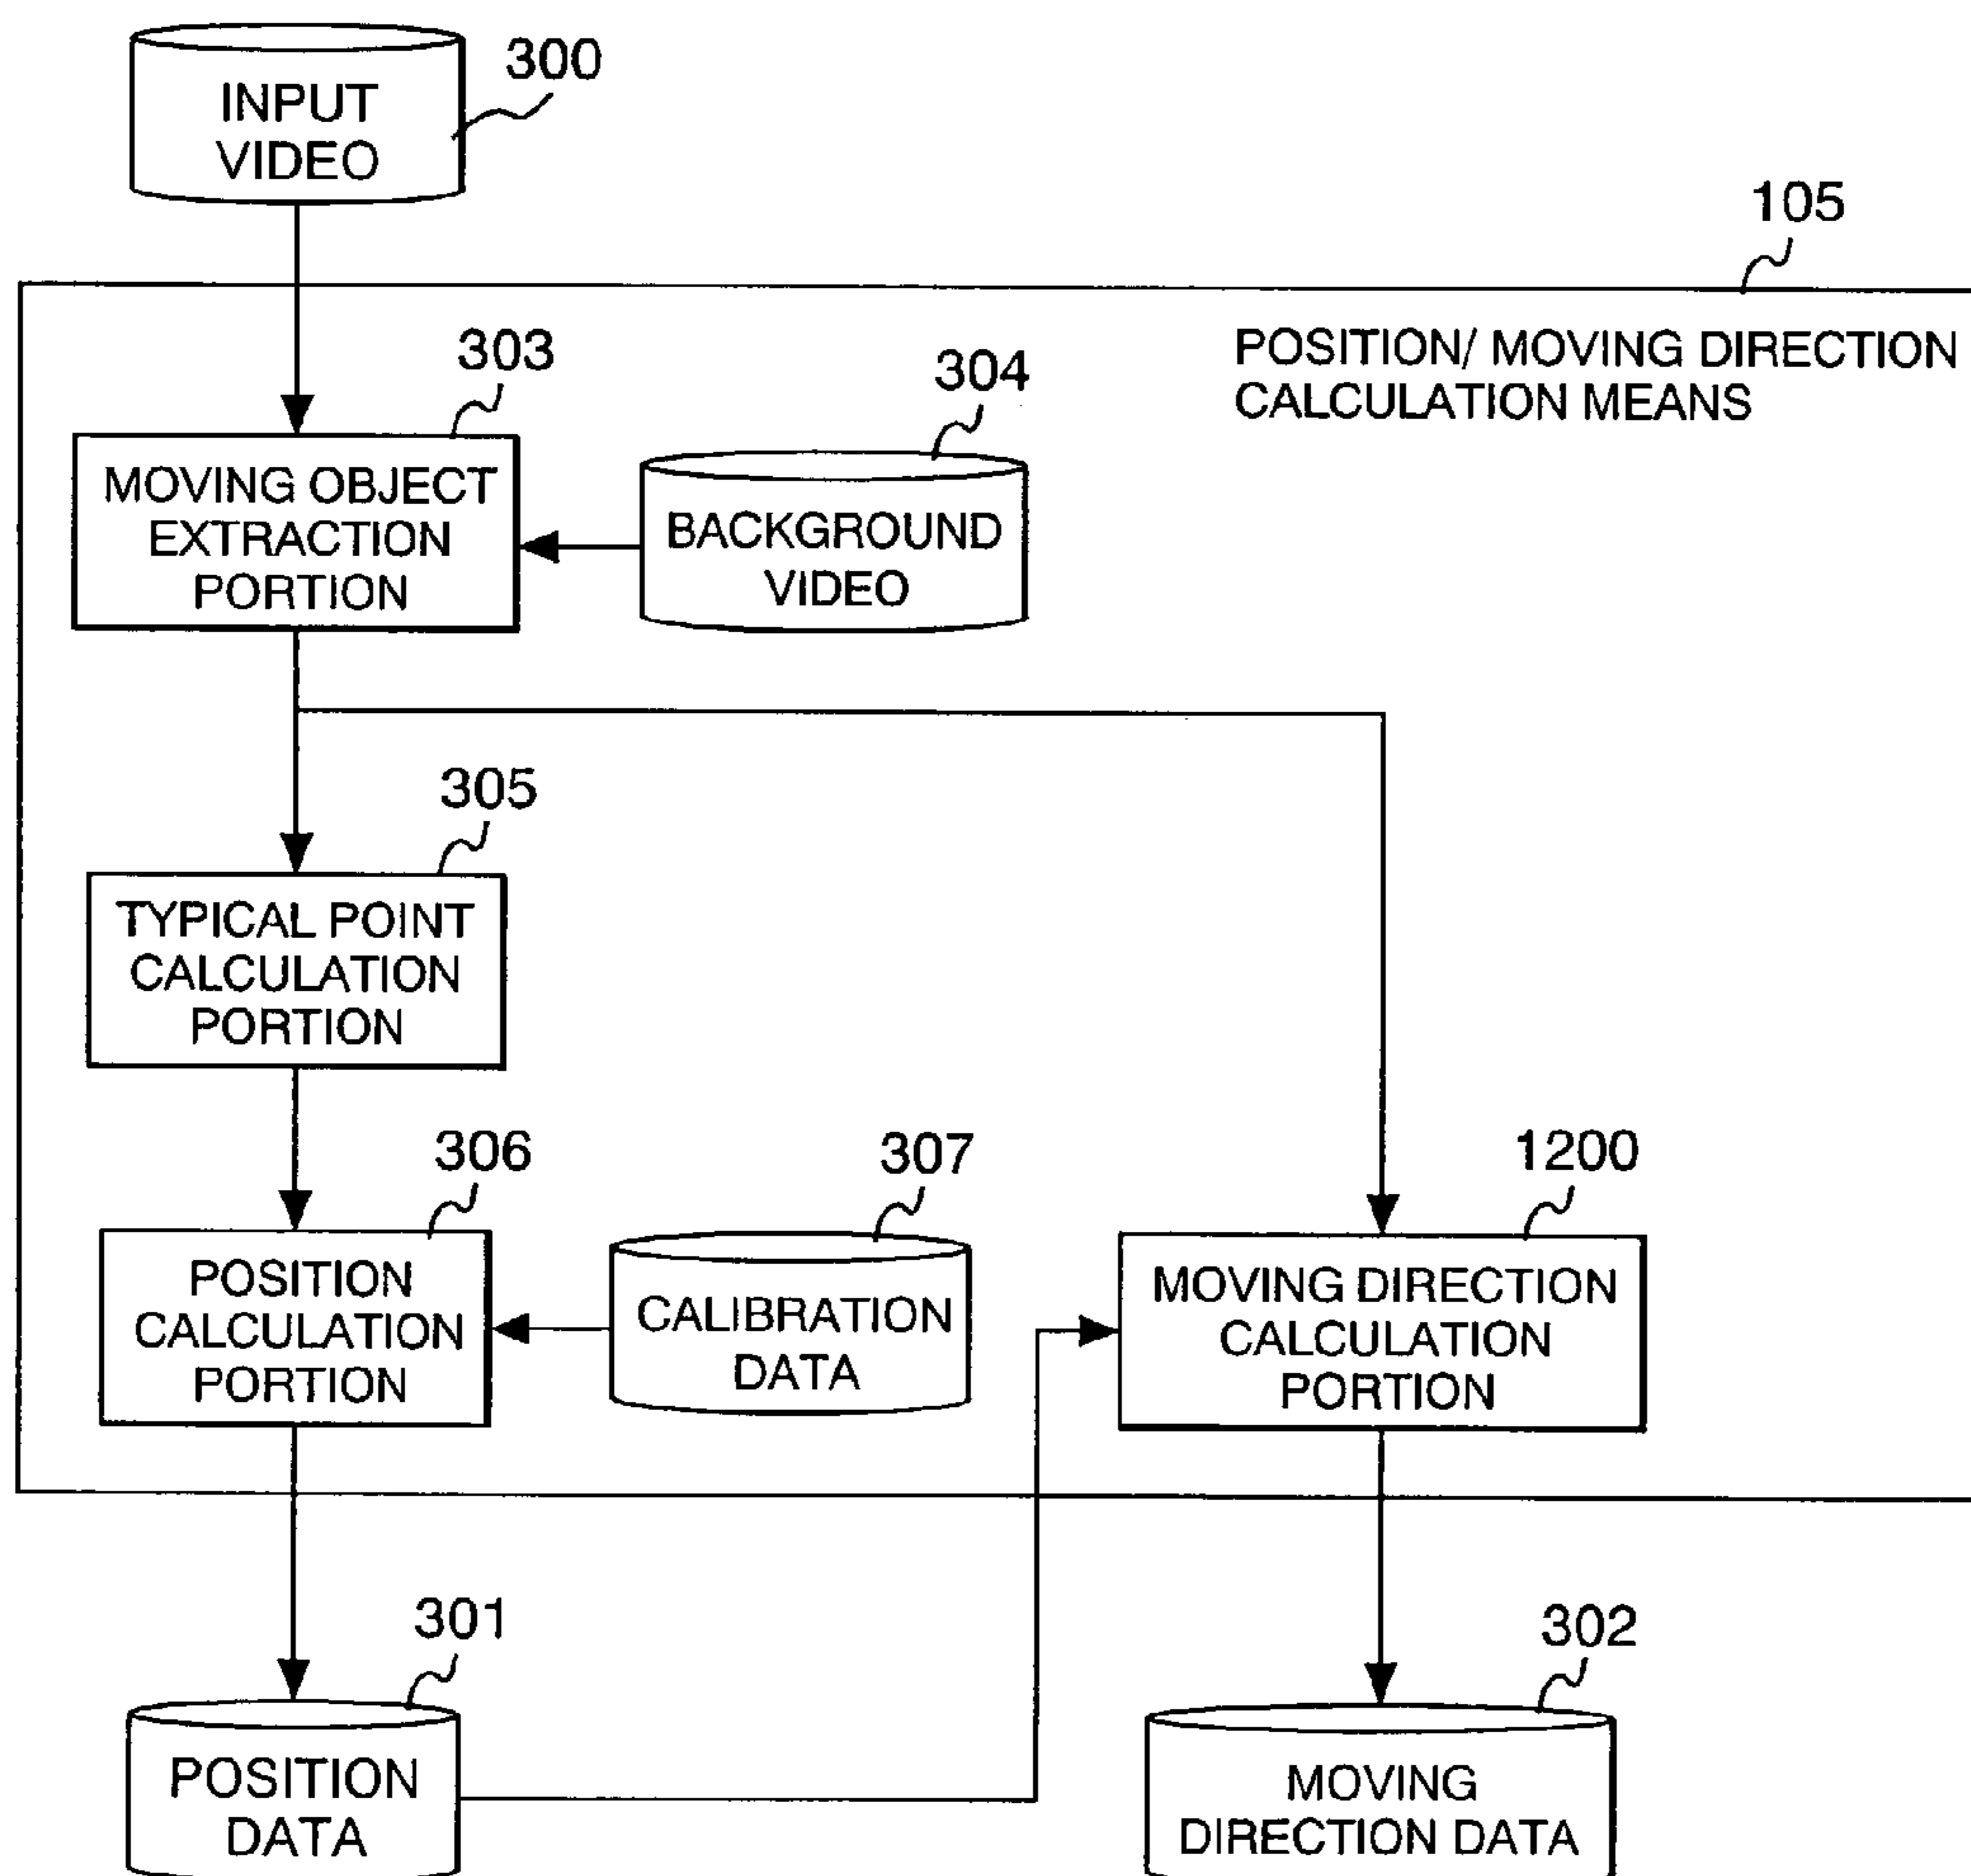 300
INPUT
VIDEO
105
POSITION/ MOVING DIRECTION
CALCULATION MEANS
303
MOVING OBJECT
EXTRACTION
PORTION
304
BACKGROUND
VIDEO
305
TYPICAL POINT
CALCULATION
PORTION
306
POSITION
CALCULATION
PORTION
307
CALIBRATION
DATA
1200
MOVING DIRECTION
CALCULATION
PORTION
301
POSITION
DATA
302
MOVING
DIRECTION DATA